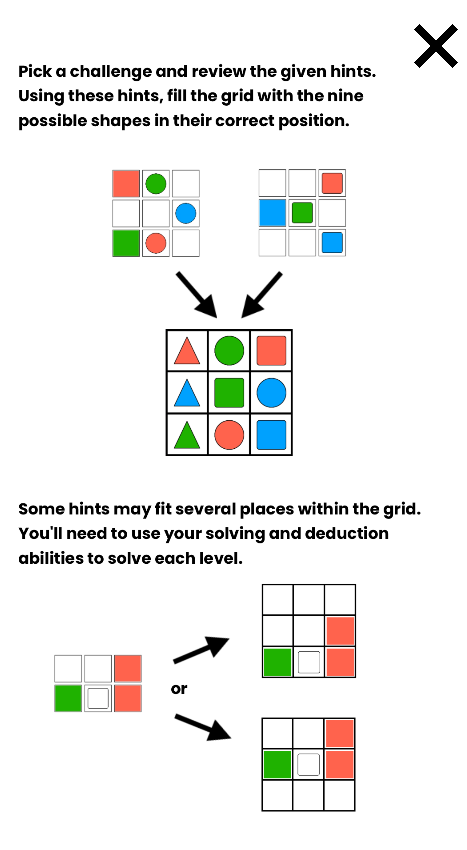 Pick a challenge and review the given hints.
Using these hints, fill the grid with the nine
possible shapes in their correct position.
Some hints may fit several places within the grid.
You'll need to use your solving and deduction
abilities to solve each level.
or